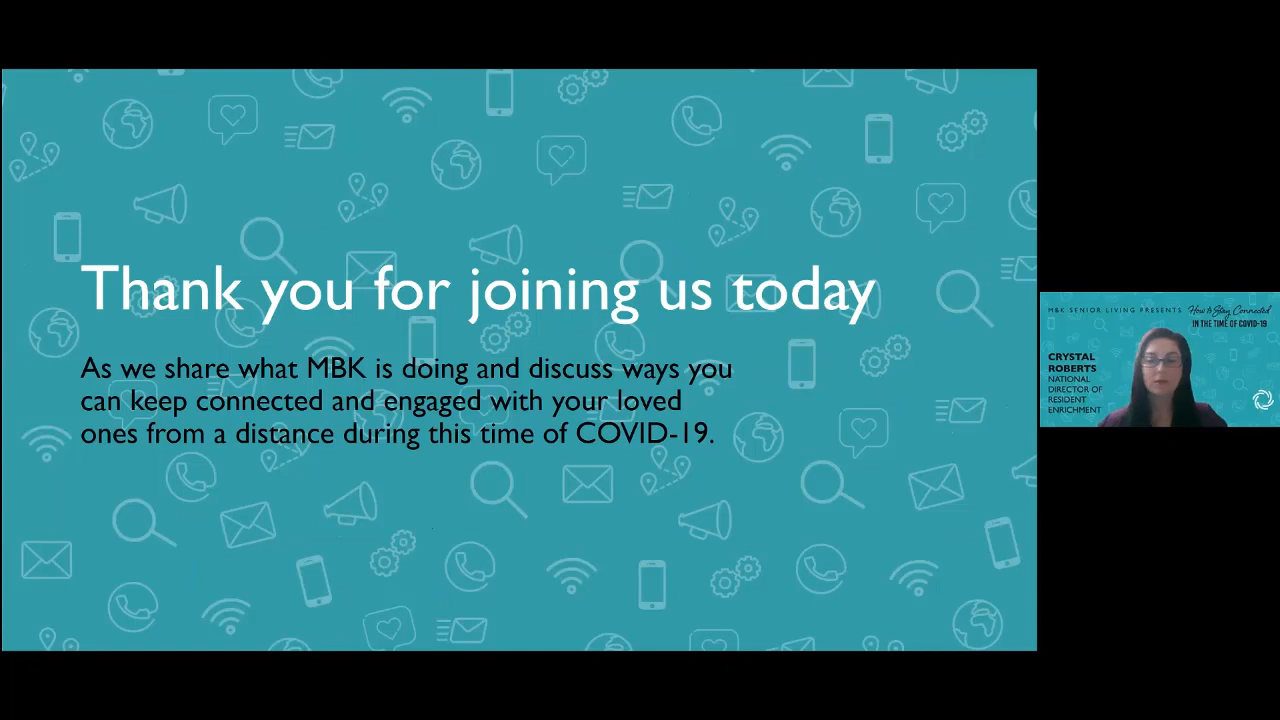 Thank you for joining us today
As we share what MBK is doing and discuss ways you
can keep connected and engaged with your loved
ones from a distance during this time of COVID-19.
MBK SENIOR LIVING PRESENTS How to Stay Connected
IN THE TIME OF COVID-19
CRYSTAL
ROBERTS
NATIONAL
DIRECTOR OF
RESIDENT
ENRICHMENT